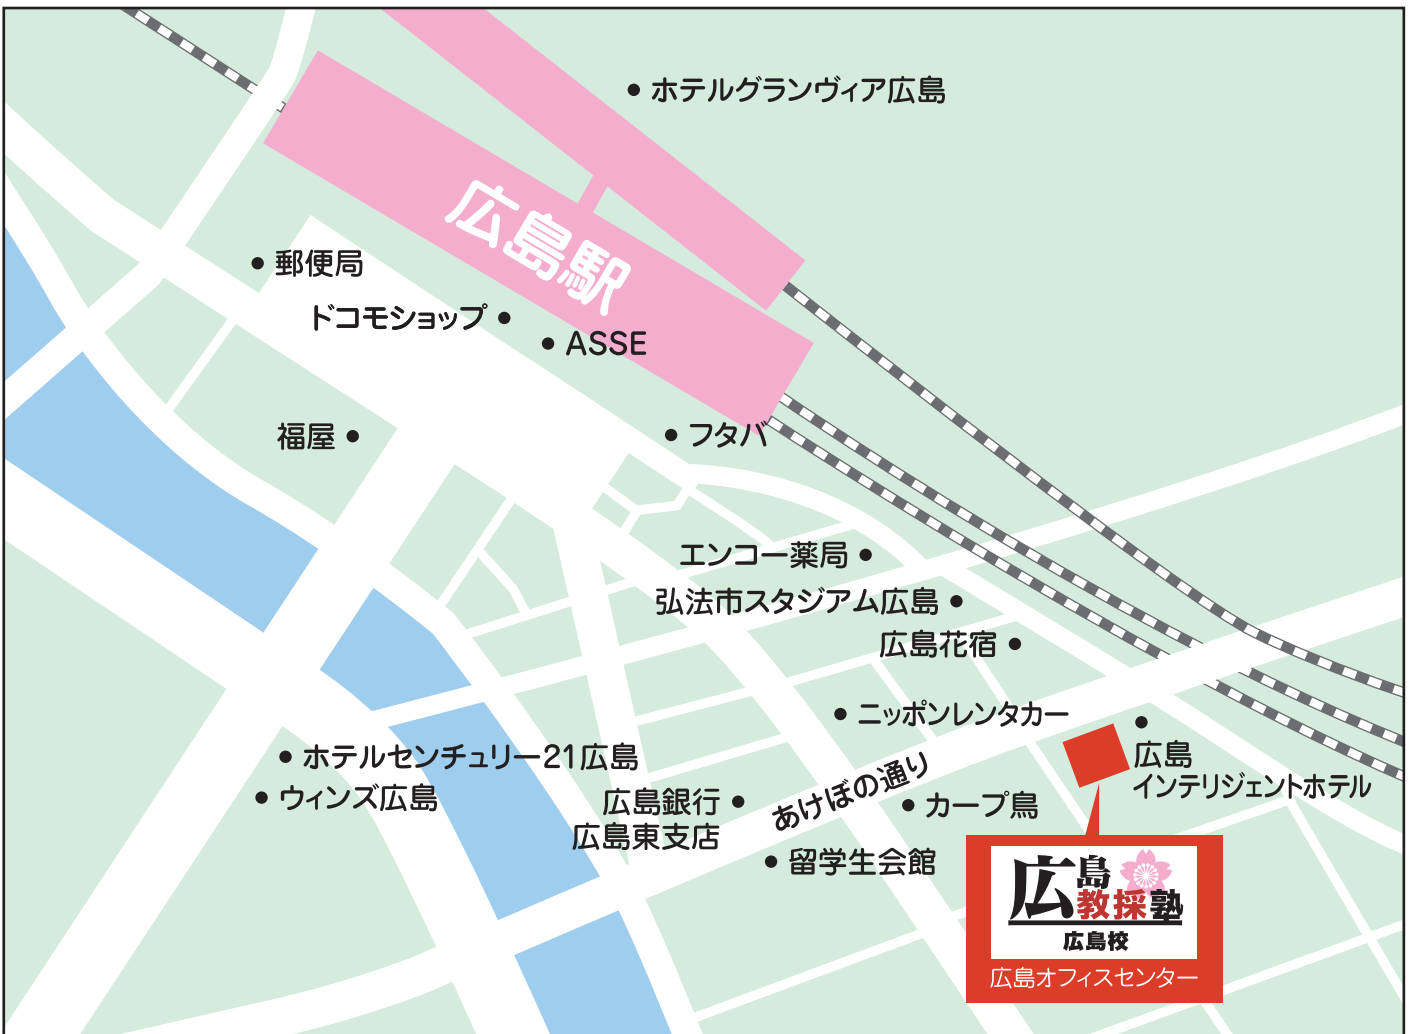 ホテルグランヴィア広島
広島駅
郵便局
ドコモショップ
ASSE
福屋
フタバ
エンコー薬局
弘法市スタジアム広島
広島花宿
ニッポンレンタカー
広島
インテリジェントホテル
ホテルセンチュリー21広島
ウィンズ広島
広島銀行
広島東支店
あけぼの通り
カープ鳥
留学生会館
広島
教採塾
広島校
広島オフィスセンター